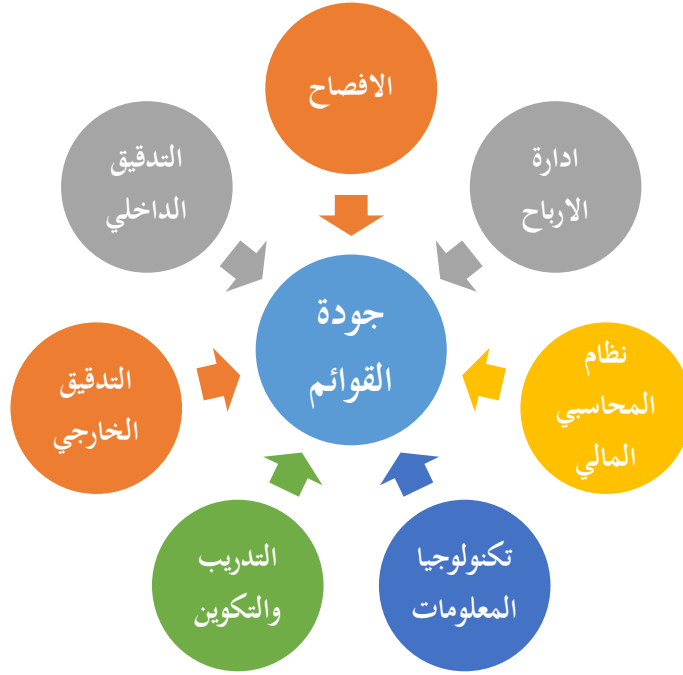 الافصاح
ادارة
الارباح
نظام
المحاسبي
المالي
تكنولوجيا
المعلومات
التدريب
والتكوين
التدقيق
الخارجي
التدقيق
الداخلي
جودة
القوائم